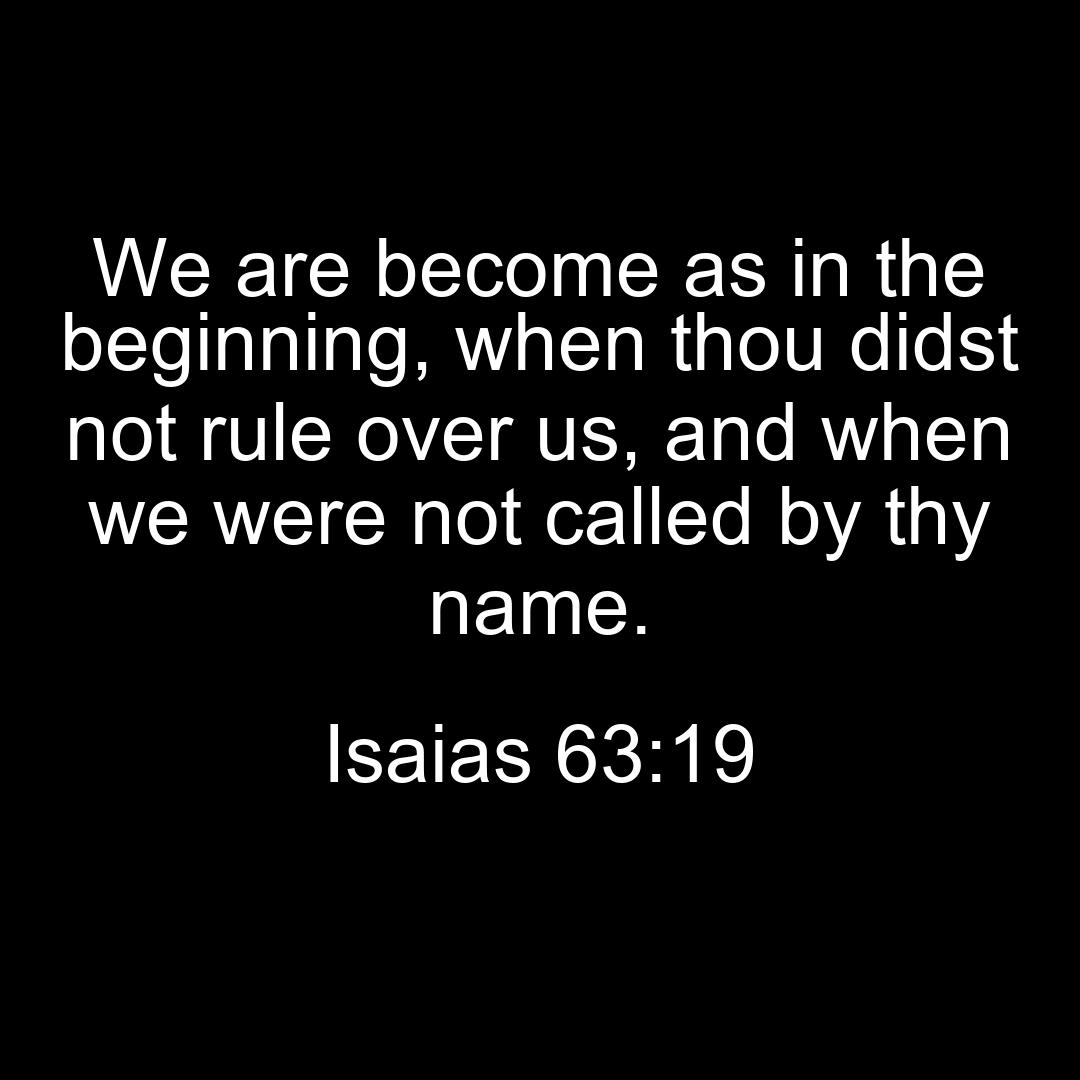 We are become as in the
beginning, when thou didst
not rule over us, and when
we were not called by thy
name.
Isaias 63:19